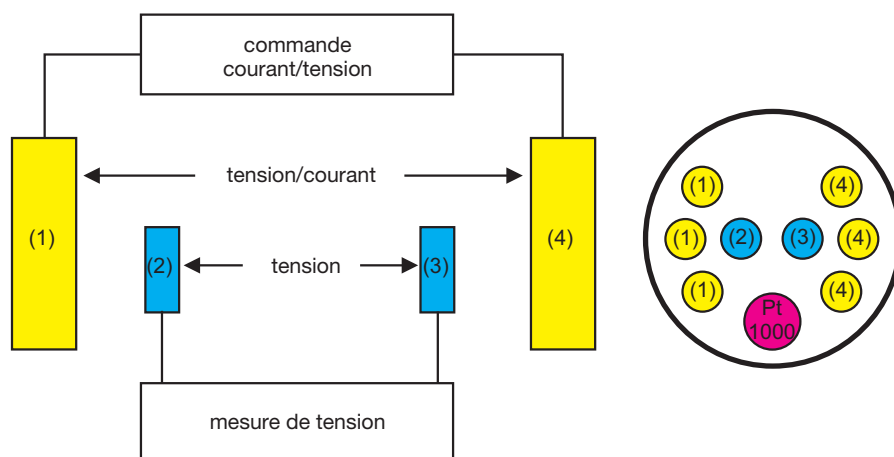 commande
courant/tension
tension/courant
(1)
(4)
(2)
tension
(3)
mesure de tension
(1)
(4)
(1)
(2)
(3)
(4)
(1)
(4)
Pt
1000